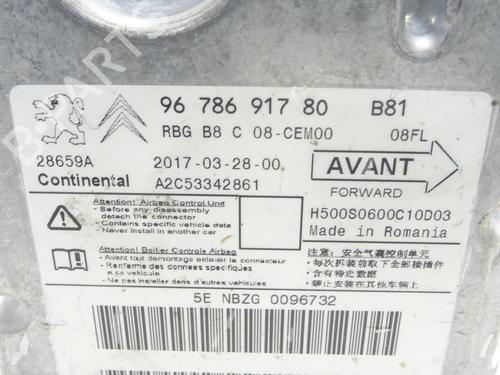 96 786 917 80 B81
RBG B8 C 08-CEM00 08FL
28659A 2017-03-28-00
Continental A2C53342861
AVANT
FORWARD
Attention! Airbag Control Unit
- Before any disassembly
detach the connector
- Contains specific vehicle data
- Never install in another car
H500S0600C10D03
Made in Romania
Attention! Boitier Controle Airbag
- Avant tout demontage enlever le connecteur
- Renferme des donnees specifiques
au vehicule
- Ne pas installer dans un autre
vehicule
注意: 安全气囊控制单元
• 每次拆装前取下全部接插件
• 含有特定数据
• 禁止安装在其他车辆
5E NBZG 0096732